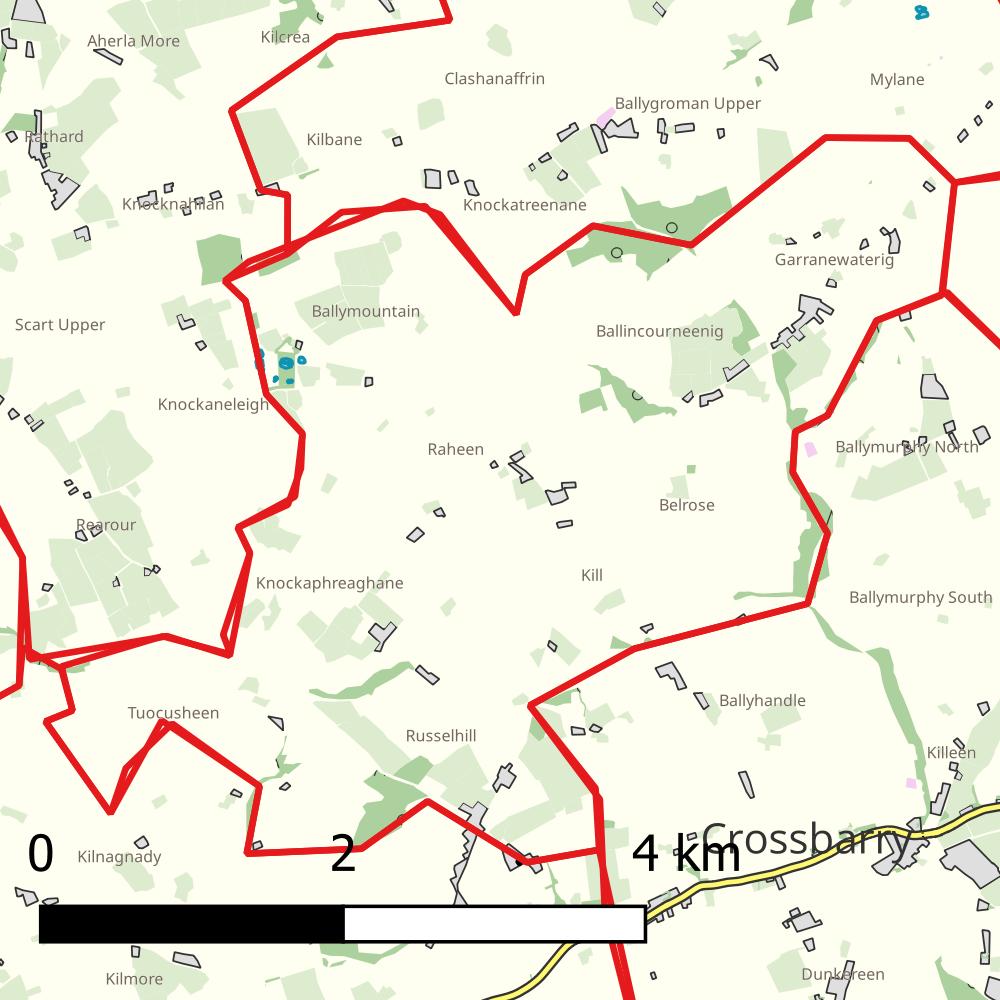 Kilcrea
Aherla More
Clashanaffrin
Mylane
Ballygroman Upper
Rathard
Kilbane
Knocknahilan
Knockatreenane
Garranewaterig
Ballymountain
Scart Upper
Ballincourneenig
Knockaneleigh
Raheen
Ballymurphy North
Belrose
Rearour
Kill
Knockaphreaghane
Ballymurphy South
Ballyhandle
Tuocusheen
Russelhill
Killeen
Crossbarry
0 2 4 km
Kilnagnady
Dunkereen
Kilmore